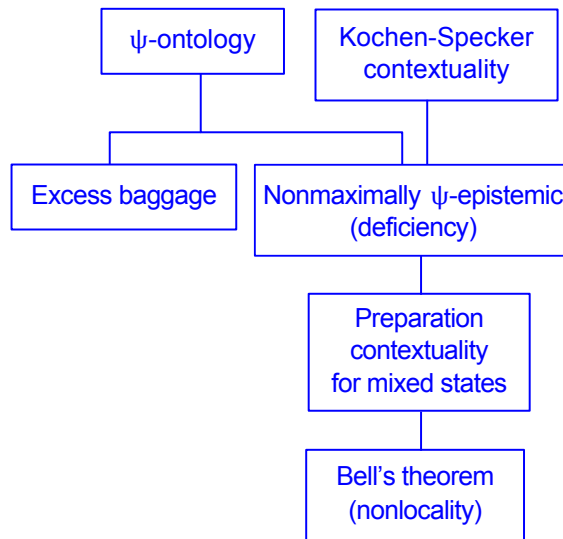 ψ-ontology
Kochen-Specker
contextuality
Excess baggage
Nonmaximally ψ-epistemic
(deficiency)
Preparation
contextuality
for mixed states
Bell's theorem
(nonlocality)